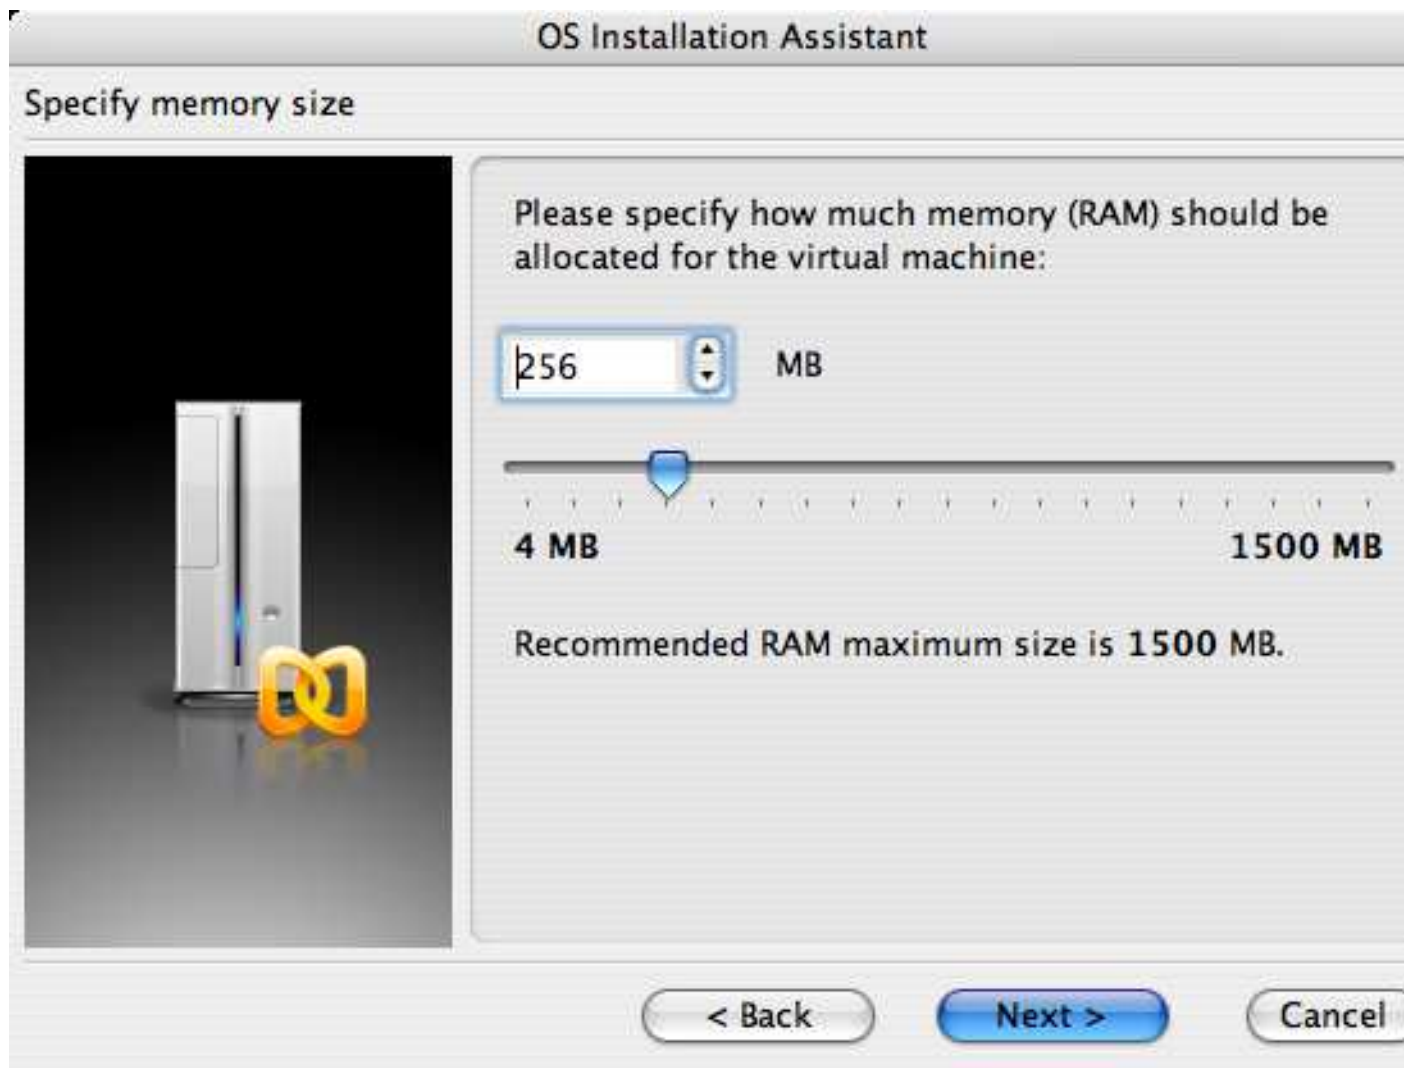 OS Installation Assistant
Specify memory size
Please specify how much memory (RAM) should be
allocated for the virtual machine:
256 MB
4 MB 1500 MB
Recommended RAM maximum size is 1500 MB.
< Back Next > Cancel